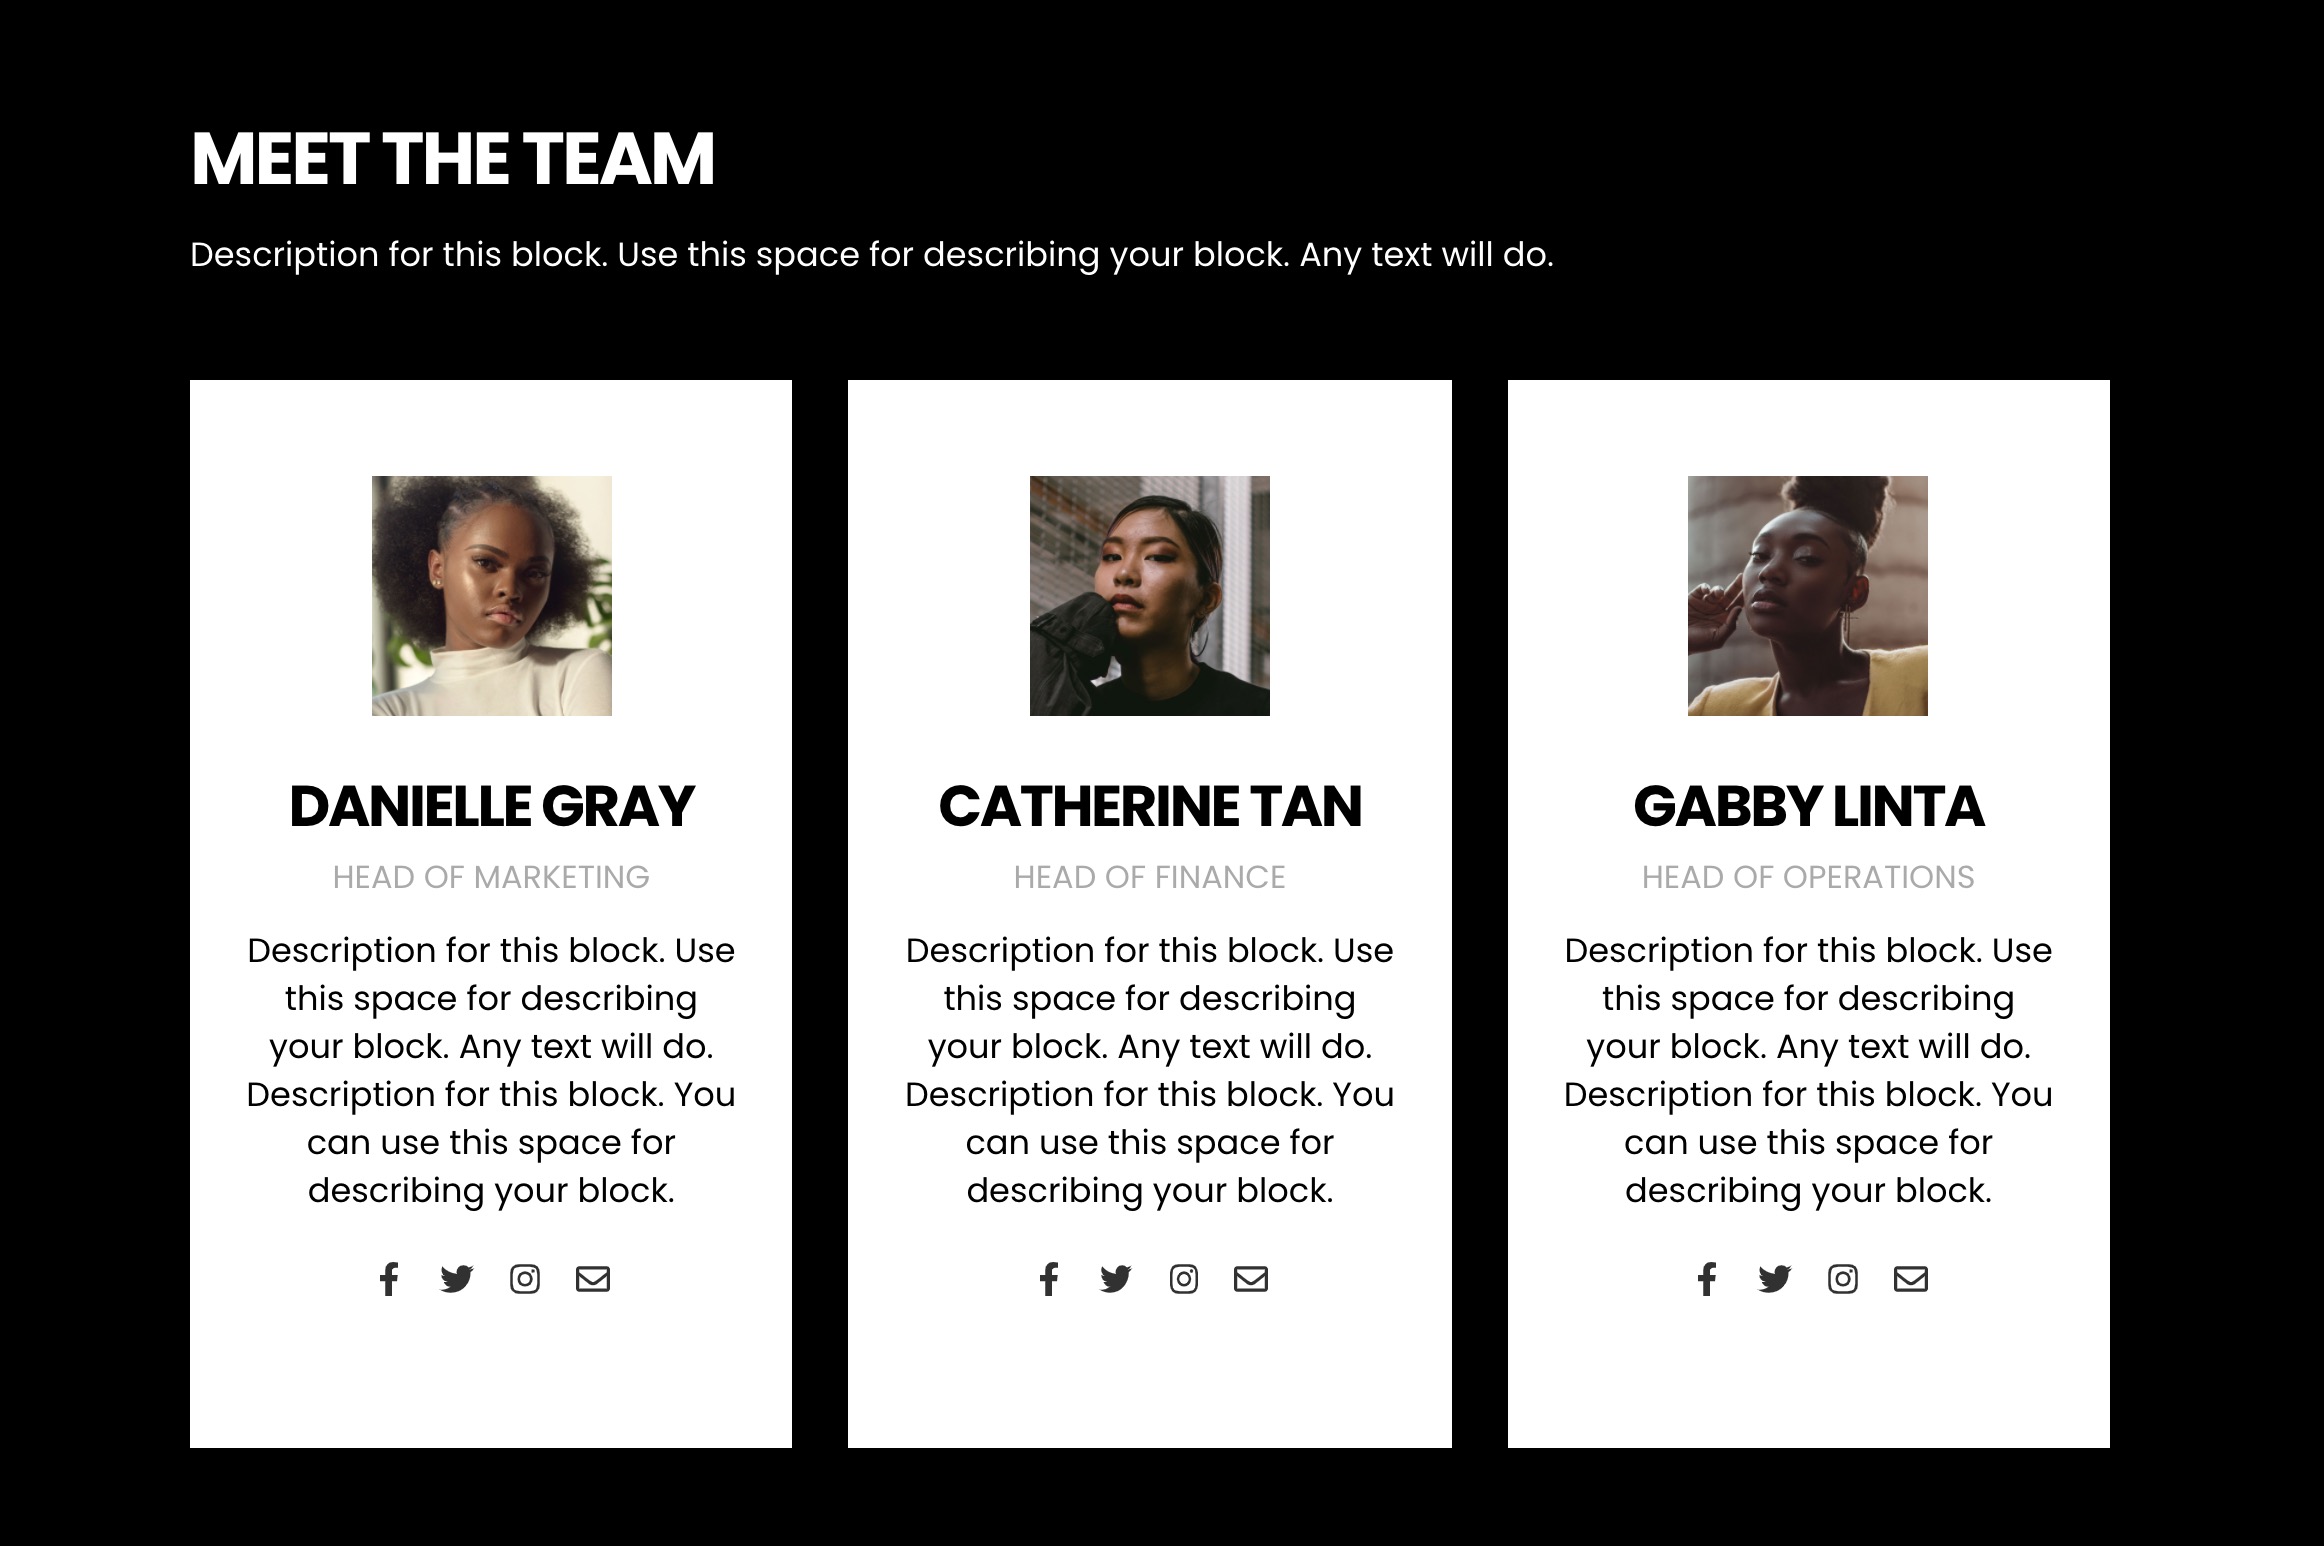 MEET THE TEAM
Description for this block. Use this space for describing your block. Any text will do.
DANIELLE GRAY
HEAD OF MARKETING
Description for this block. Use
this space for describing
your block. Any text will do.
Description for this block. You
can use this space for
describing your block.
CATHERINE TAN
HEAD OF FINANCE
Description for this block. Use
this space for describing
your block. Any text will do.
Description for this block. You
can use this space for
describing your block.
GABBY LINTA
HEAD OF OPERATIONS
Description for this block. Use
this space for describing
your block. Any text will do.
Description for this block. You
can use this space for
describing your block.